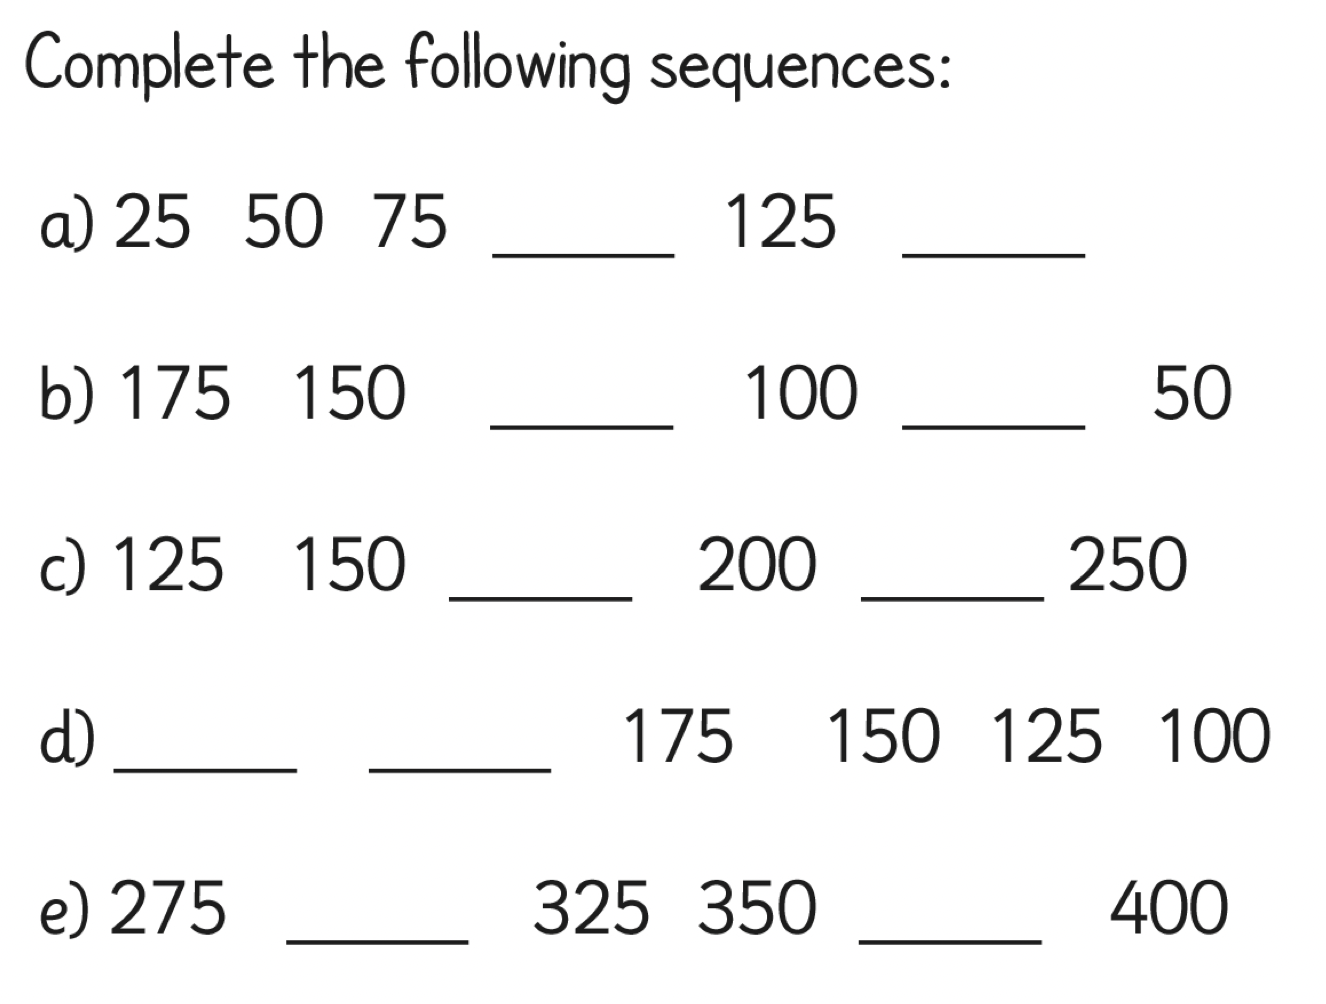 Complete the following sequences:
a) 25 50 75 _____ 125 _____
b) 175 150 _____ 100 _____ 50
c) 125 150 _____ 200 _____ 250
d) _____ _____ 175 150 125 100
e) 275 _____ 325 350 _____ 400